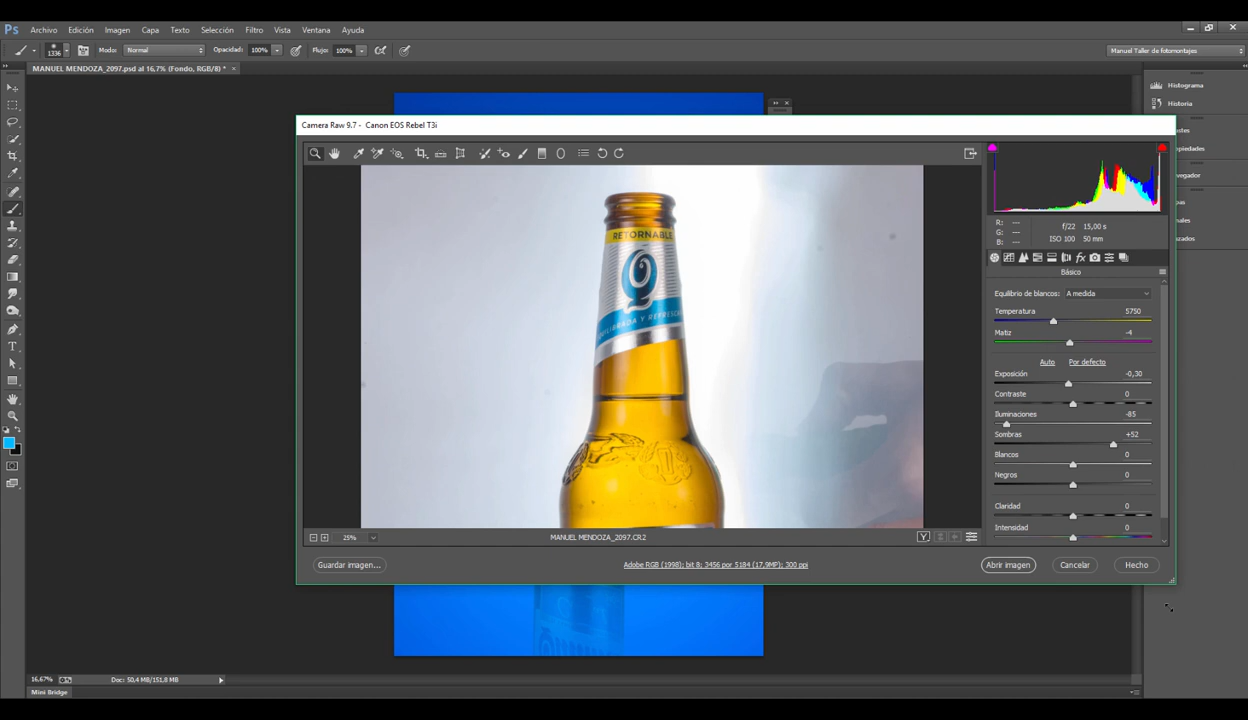 Ps Archivo Edición Imagen Capa Texto Selección Filtro Vista Ventana Ayuda
1336 Modo: Normal Opacidad: 100% Flujo: 100% Manuel Taller de fotomontajes
MANUEL MENDOZA_2097.psd al 16,7% (Fondo, RGB/8) * ×
Histograma
Historia
Camera Raw 9.7 - Canon EOS Rebel T3i
RETORNABLE
Q
EQUILIBRADA Y REFRESC
R: ---
G: ---
B: ---
f/22 15,00 s
ISO 100 50 mm
Básico
Equilibrio de blancos: A medida
Temperatura 5750
Matiz -4
Auto Por defecto
Exposición -0,30
Contraste 0
Iluminaciones -85
Sombras +52
Blancos 0
Negros 0
Claridad 0
Intensidad 0
25% MANUEL MENDOZA_2097.CR2 Y
Guardar imagen... Adobe RGB (1998); bit 8; 3456 por 5184 (17,9MP); 300 ppi Abrir imagen Cancelar Hecho
16,67% Doc: 50,4 MB/151,8 MB
Mini Bridge